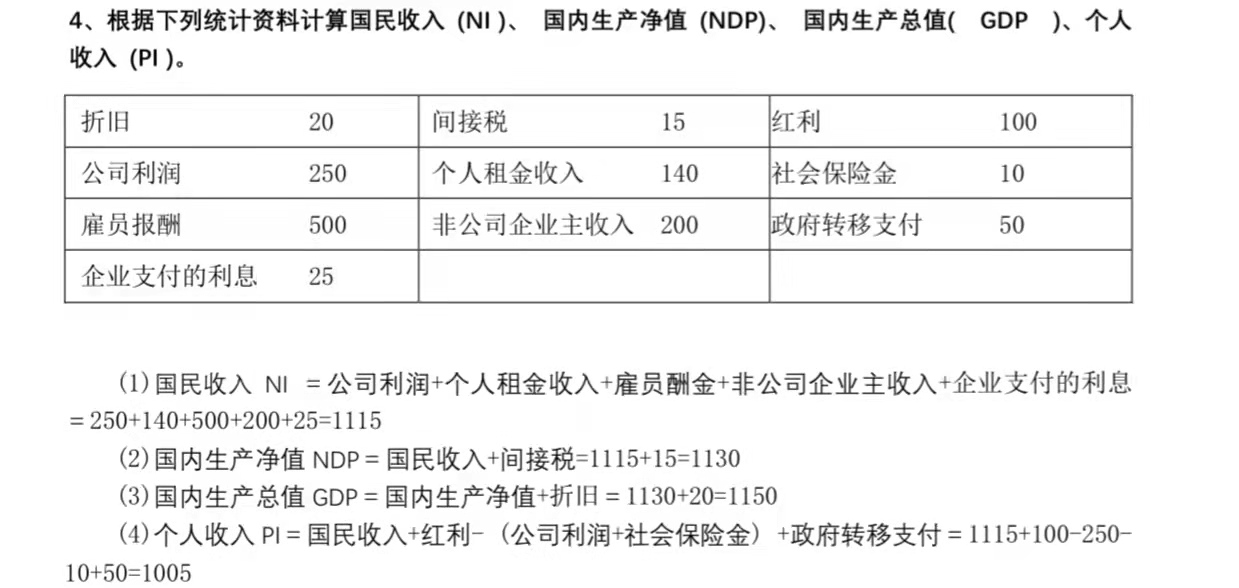 4、根据下列统计资料计算国民收入 (NI )、 国内生产净值 (NDP)、 国内生产总值( GDP )、个人
收入 (PI )。
折旧 20 间接税 15 红利 100
公司利润 250 个人租金收入 140 社会保险金 10
雇员报酬 500 非公司企业主收入 200 政府转移支付 50
企业支付的利息 25
(1)国民收入 NI =公司利润+个人租金收入+雇员酬金+非公司企业主收入+企业支付的利息
=250+140+500+200+25=1115
(2)国内生产净值 NDP=国民收入+间接税=1115+15=1130
(3)国内生产总值 GDP=国内生产净值+折旧=1130+20=1150
(4)个人收入 PI=国民收入+红利-（公司利润+社会保险金）+政府转移支付=1115+100-250-
10+50=1005